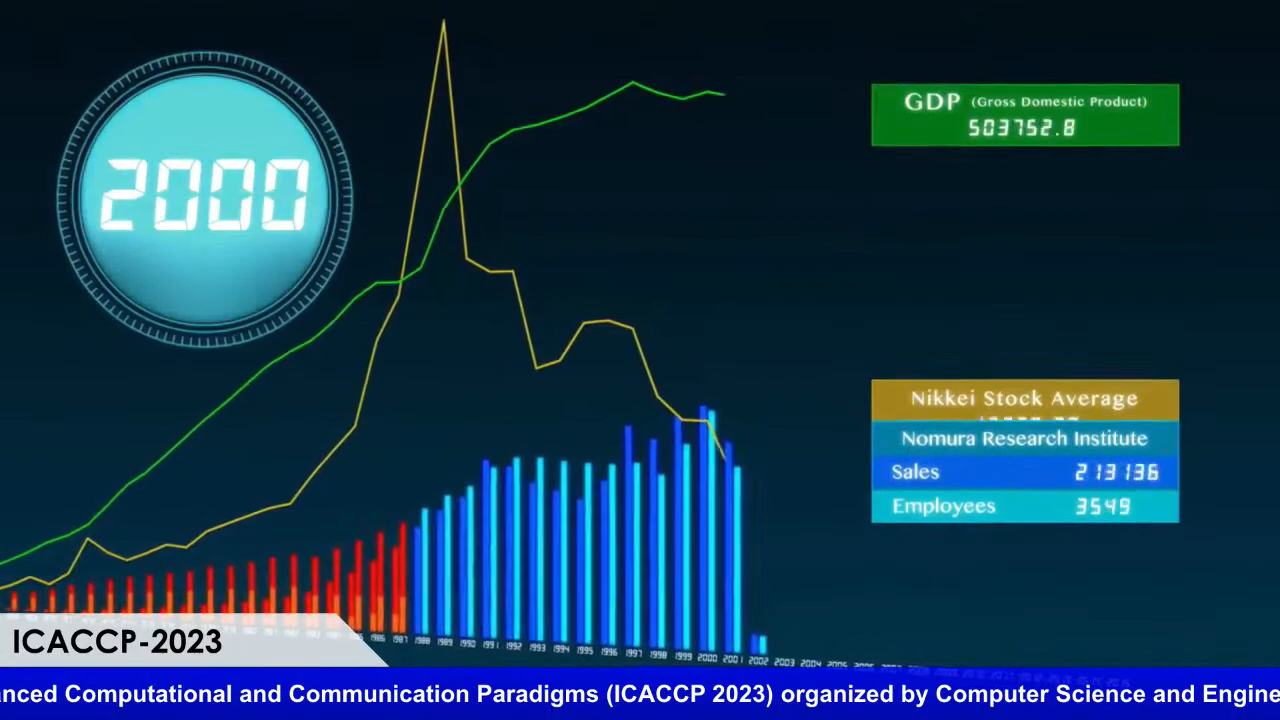 2000
GDP (Gross Domestic Product)
503752.8
Nikkei Stock Average
Nomura Research Institute
Sales 213136
Employees 3549
1986 1987 1988 1989 1990 1991 1992 1993 1994 1995 1996 1997 1998 1999 2000 2001 2002 2003 2004 2005
ICACCP-2023
anced Computational and Communication Paradigms (ICACCP 2023) organized by Computer Science and Engine